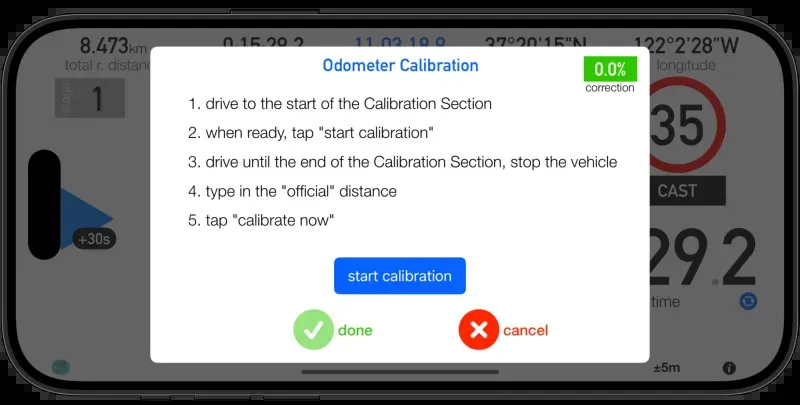 8.473km 0.15.29.2 11.03.18.9 37°20'15"N 122°2'28"W
total r. distanc longitude
Odometer Calibration
0.0%
correction
stage 1
35
1. drive to the start of the Calibration Section
2. when ready, tap "start calibration"
3. drive until the end of the Calibration Section, stop the vehicle
4. type in the "official" distance
5. tap "calibrate now"
CAST
+30s
29.2
time
start calibration
done
cancel
±5m